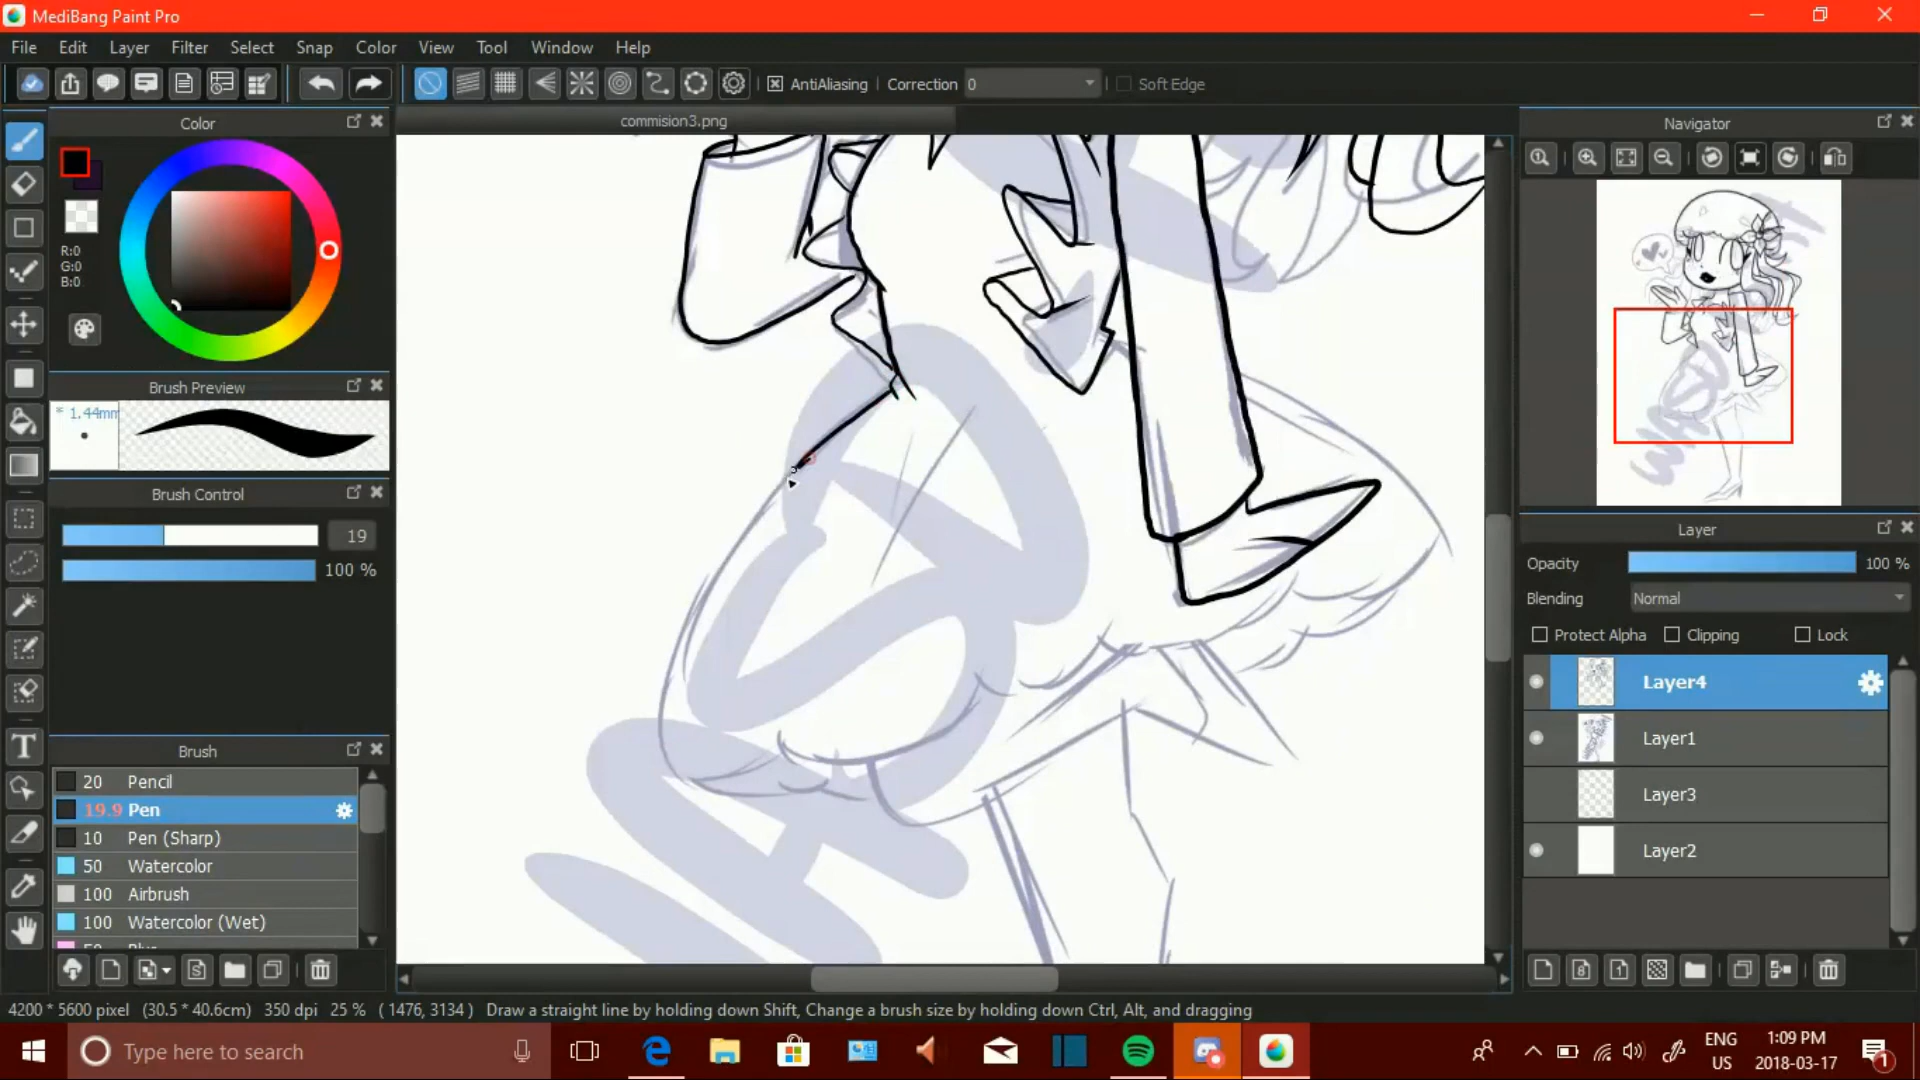 MediBang Paint Pro
File Edit Layer Filter Select Snap Color View Tool Window Help
AntiAliasing Correction 0 Soft Edge
Color
commision3.png
Navigator
R:0
G:0
B:0
Brush Preview
* 1.44mm
Brush Control
19
100 %
Layer
Opacity 100 %
Blending Normal
Protect Alpha Clipping Lock
Layer4
Layer1
Layer3
Layer2
Brush
20 Pencil
19.9 Pen
10 Pen (Sharp)
50 Watercolor
100 Airbrush
100 Watercolor (Wet)
4200 * 5600 pixel (30.5 * 40.6cm) 350 dpi 25 % ( 1476, 3134 ) Draw a straight line by holding down Shift, Change a brush size by holding down Ctrl, Alt, and dragging
Type here to search
ENG
US
1:09 PM
2018-03-17
1